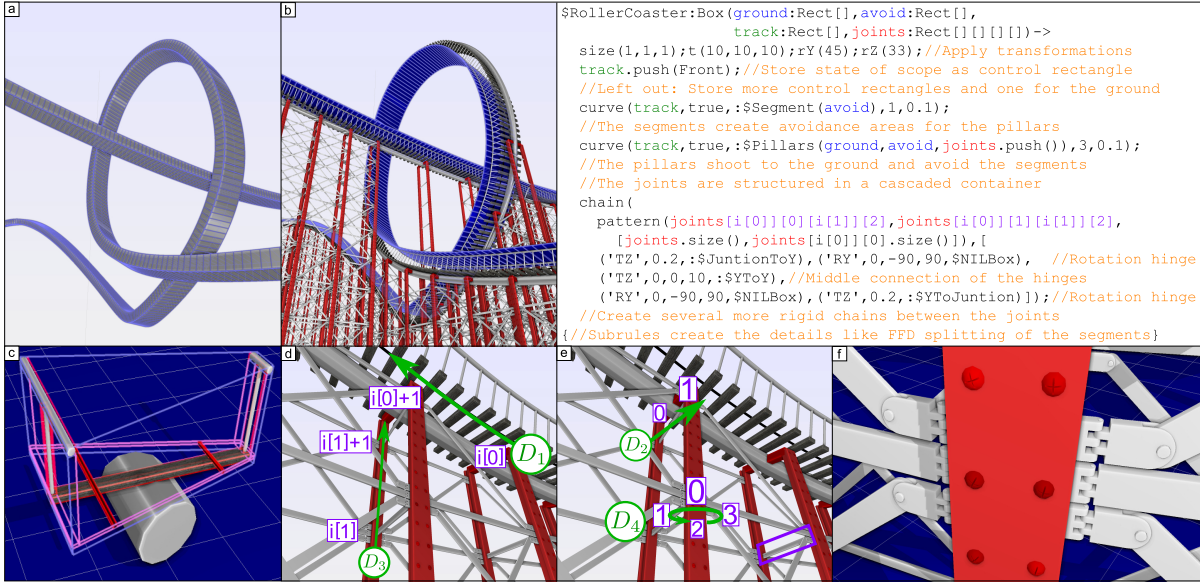 a
b
$RollerCoaster:Box(ground:Rect[],avoid:Rect[],
track:Rect[],joints:Rect[][][][])->
size(1,1,1);t(10,10,10);rY(45);rZ(33);//Apply transformations
track.push(Front);//Store state of scope as control rectangle
//Left out: Store more control rectangles and one for the ground
curve(track,true,:$Segment(avoid),1,0.1);
//The segments create avoidance areas for the pillars
curve(track,true,:$Pillars(ground,avoid,joints.push()),3,0.1);
//The pillars shoot to the ground and avoid the segments
//The joints are structured in a cascaded container
chain(
pattern(joints[i[0]][0][i[1]][2],joints[i[0]][1][i[1]][2],
[joints.size(),joints[i[0]][0].size()]),[
('TZ',0.2,:$JuntionToY),('RY',0,-90,90,$NILBox), //Rotation hinge
('TZ',0,0,10,:$YToY),//Middle connection of the hinges
('RY',0,-90,90,$NILBox),('TZ',0.2,:$YToJuntion)]);//Rotation hinge
//Create several more rigid chains between the joints
{//Subrules create the details like FFD splitting of the segments}
c
d
i[0]+1
i[1]+1
i[0]
D1
i[1]
D3
e
1
0
D2
0
D4
1
3
2
f